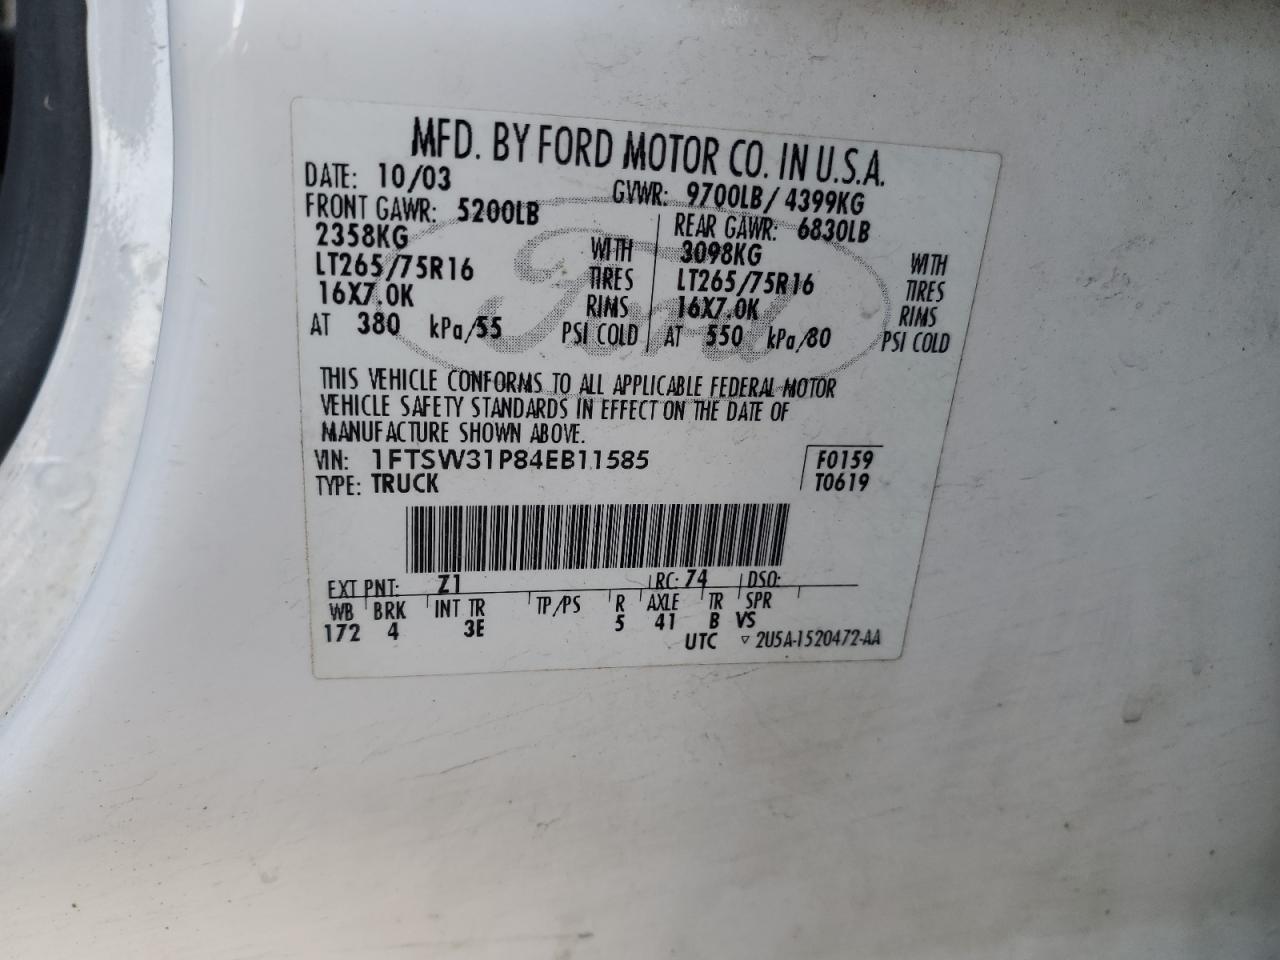 MFD. BY FORD MOTOR CO. IN U.S.A.
DATE: 10/03 GVWR: 9700LB/ 4399KG
FRONT GAWR: 5200LB REAR GAWR: 6830LB
2358KG WITH 3098KG WITH
LT265/75R16 TIRES LT265/75R16 TIRES
16X7.0K RIMS 16X7.0K RIMS
AT 380 kPa/55 PSI COLD AT 550 kPa/80 PSI COLD
Ford
THIS VEHICLE CONFORMS TO ALL APPLICABLE FEDERAL MOTOR
VEHICLE SAFETY STANDARDS IN EFFECT ON THE DATE OF
MANUFACTURE SHOWN ABOVE.
VIN: 1FTSW31P84EB11585 F0159
TYPE: TRUCK T0619
EXT PNT: Z1 RC: 74 DSO:
WB BRK INT TR TP/PS R AXLE TR SPR
172 4 3E 5 41 B VS
UTC ▽ 2U5A-1520472-AA